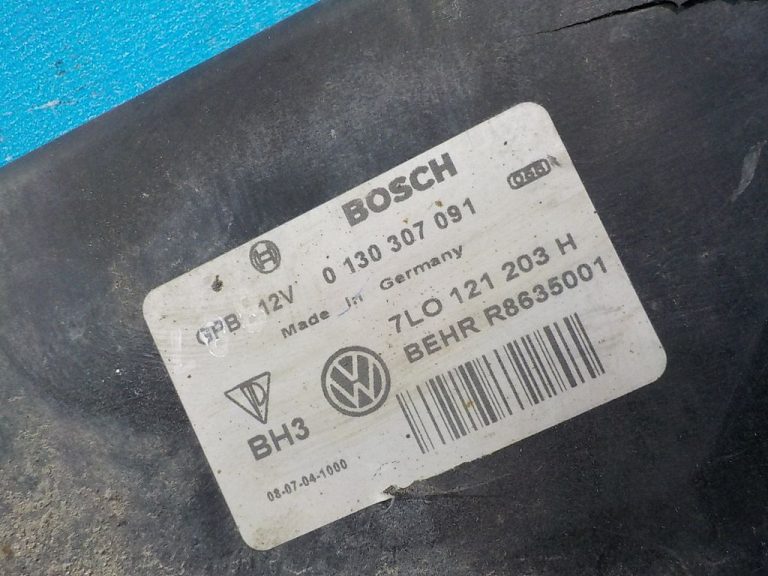 BOSCH
GPB 12V 0 130 307 091
Made in Germany
7LO 121 203 H
BEHR R8635001
BH3
08-07-04-1000